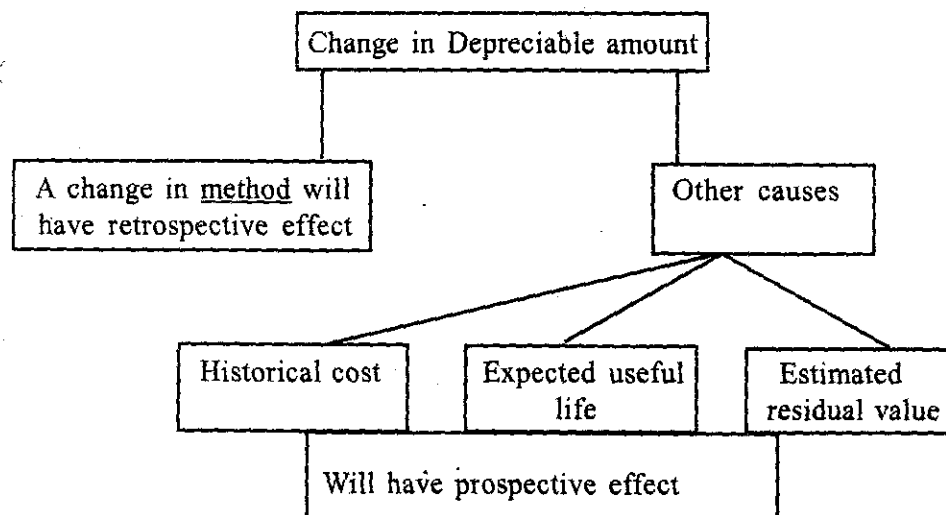 Change in Depreciable amount
A change in method will
have retrospective effect
Other causes
Historical cost
Expected useful
life
Estimated
residual value
Will have prospective effect